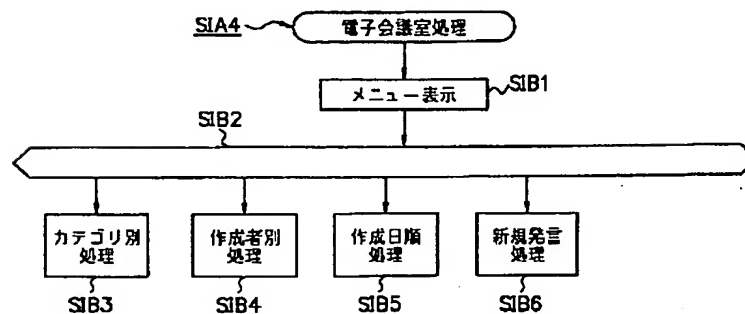 SIA4
電子会議室処理
メニュー表示
SIB1
SIB2
カテゴリ別
処理
作成者別
処理
作成日順
処理
新規発言
処理
SIB3
SIB4
SIB5
SIB6